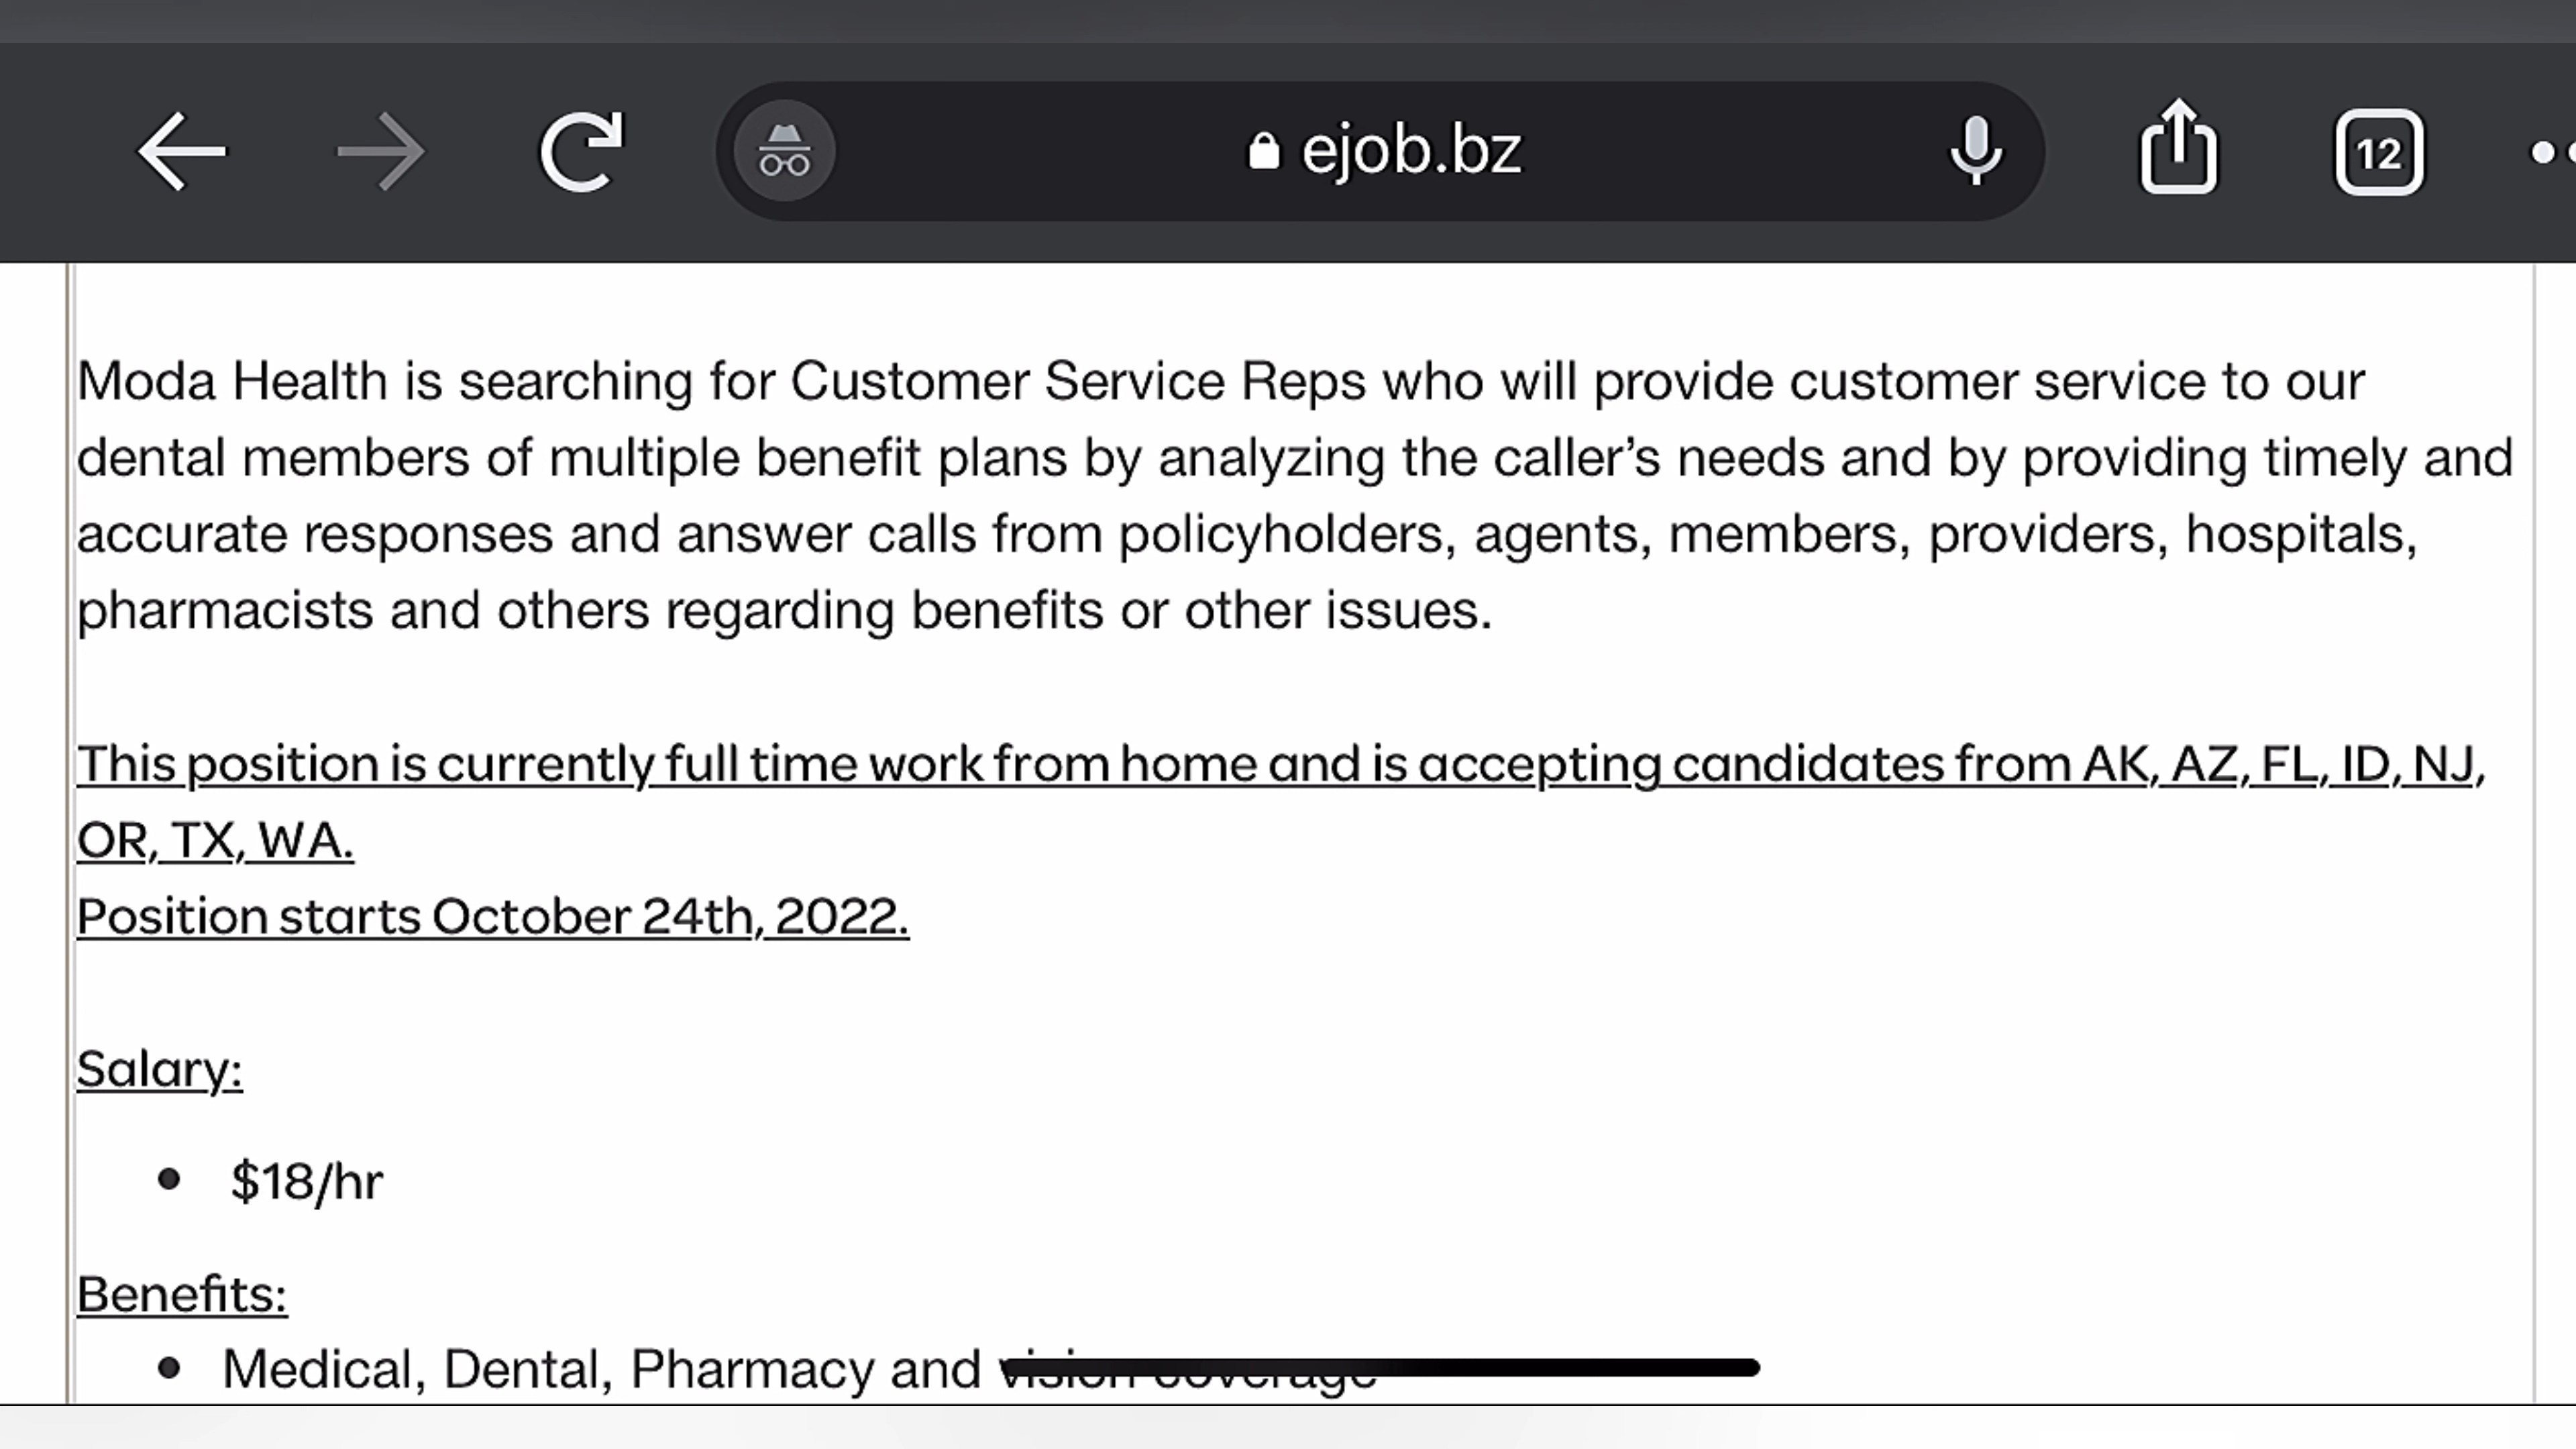 ejob.bz
12
Moda Health is searching for Customer Service Reps who will provide customer service to our
dental members of multiple benefit plans by analyzing the caller’s needs and by providing timely and
accurate responses and answer calls from policyholders, agents, members, providers, hospitals,
pharmacists and others regarding benefits or other issues.
This position is currently full time work from home and is accepting candidates from AK, AZ, FL, ID, NJ,
OR, TX, WA.
Position starts October 24th, 2022.
Salary:
• $18/hr
Benefits:
• Medical, Dental, Pharmacy and vision coverage